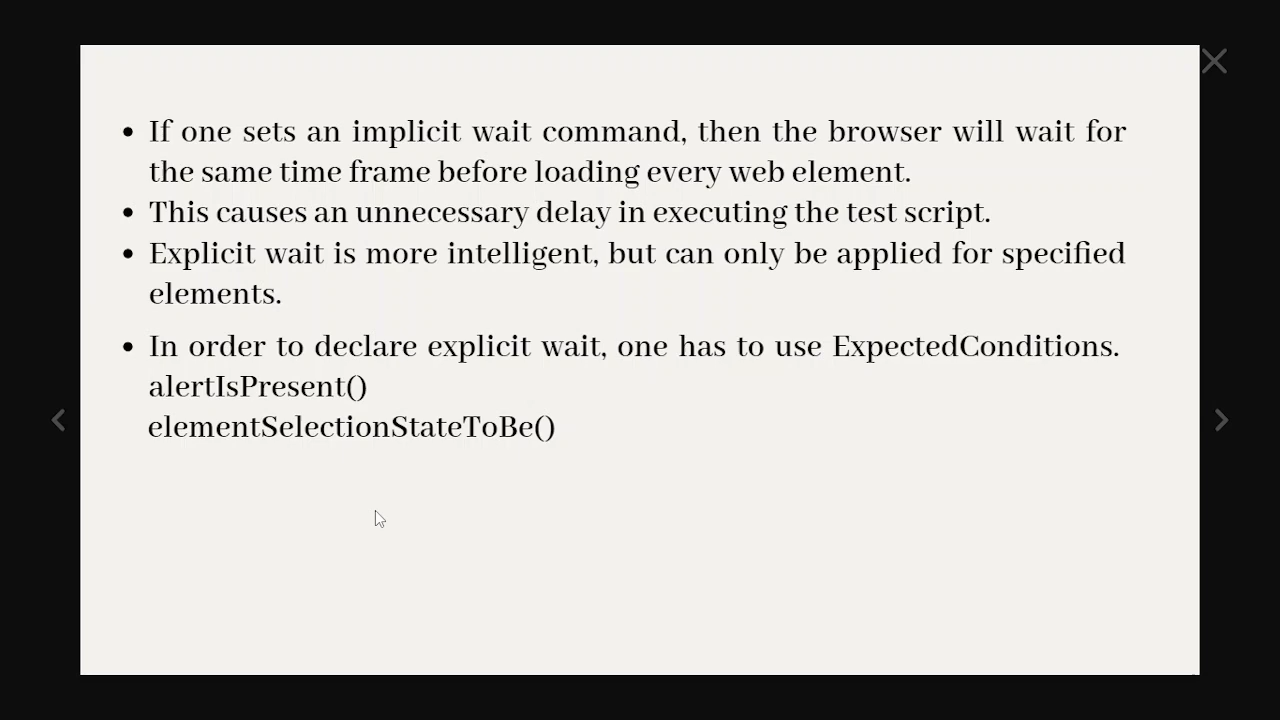 • If one sets an implicit wait command, then the browser will wait for
the same time frame before loading every web element.
• This causes an unnecessary delay in executing the test script.
• Explicit wait is more intelligent, but can only be applied for specified
elements.
• In order to declare explicit wait, one has to use ExpectedConditions.
alertIsPresent()
elementSelectionStateToBe()